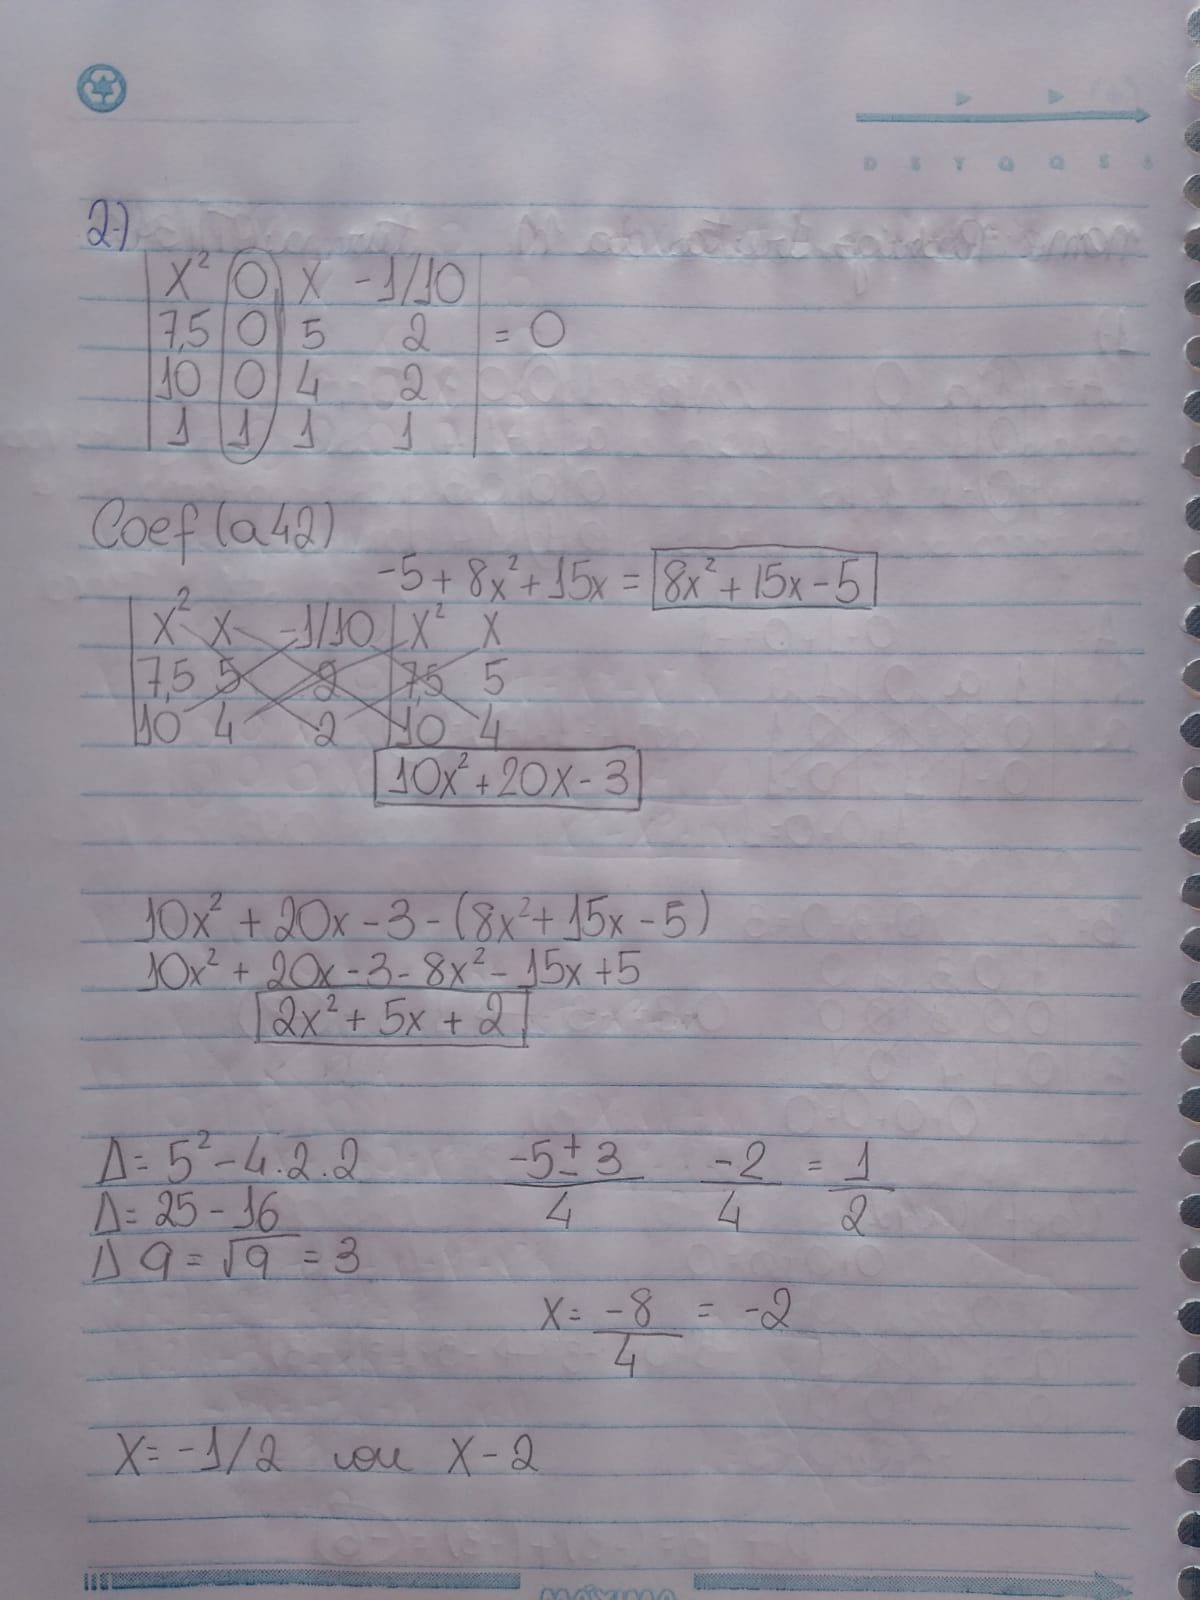 D S T Q Q S S
2-)
X² 0 X -1/10
7,5 0 5 2 = 0
10 0 4 2
1 1 1 1
Coef (a42)
-5 + 8x² + 15x = 8x² + 15x - 5
X² X -1/10 X² X
7,5 5 2 7,5 5
10 4 2 10 4
10x² + 20x - 3
10x² + 20x - 3 - (8x² + 15x - 5)
10x² + 20x - 3 - 8x² - 15x + 5
2x² + 5x + 2
Δ = 5² - 4.2.2
Δ = 25 - 16
Δ 9 = √9 = 3
-5 ± 3 / 4 -2 / 4 = 1 / 2
X = -8 / 4 = -2
X = -1/2 ou X - 2